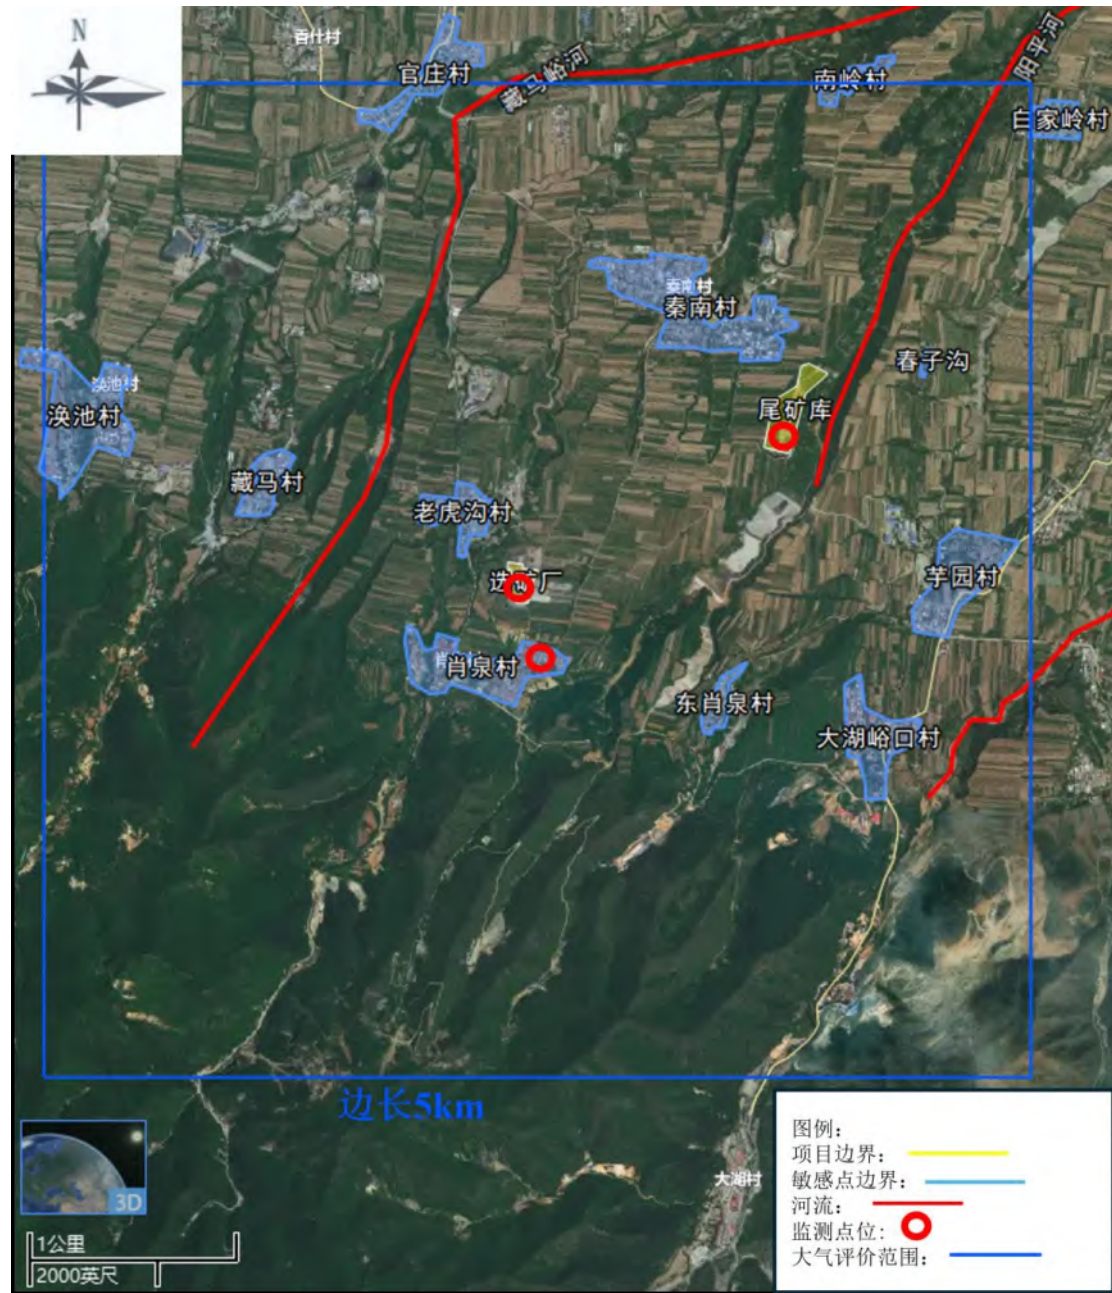 N
香什村
官庄村
藏马峪河
南岭村
阳平河
白家岭村
秦南村
秦南村
春子沟
涣池村
涣池村
尾矿库
藏马村
老虎沟村
选矿厂
芋园村
肖泉村
东肖泉村
大湖峪口村
边长5km
大湖村
3D
1公里
2000英尺
图例：
项目边界：
敏感点边界：
河流：
监测点位：
大气评价范围：